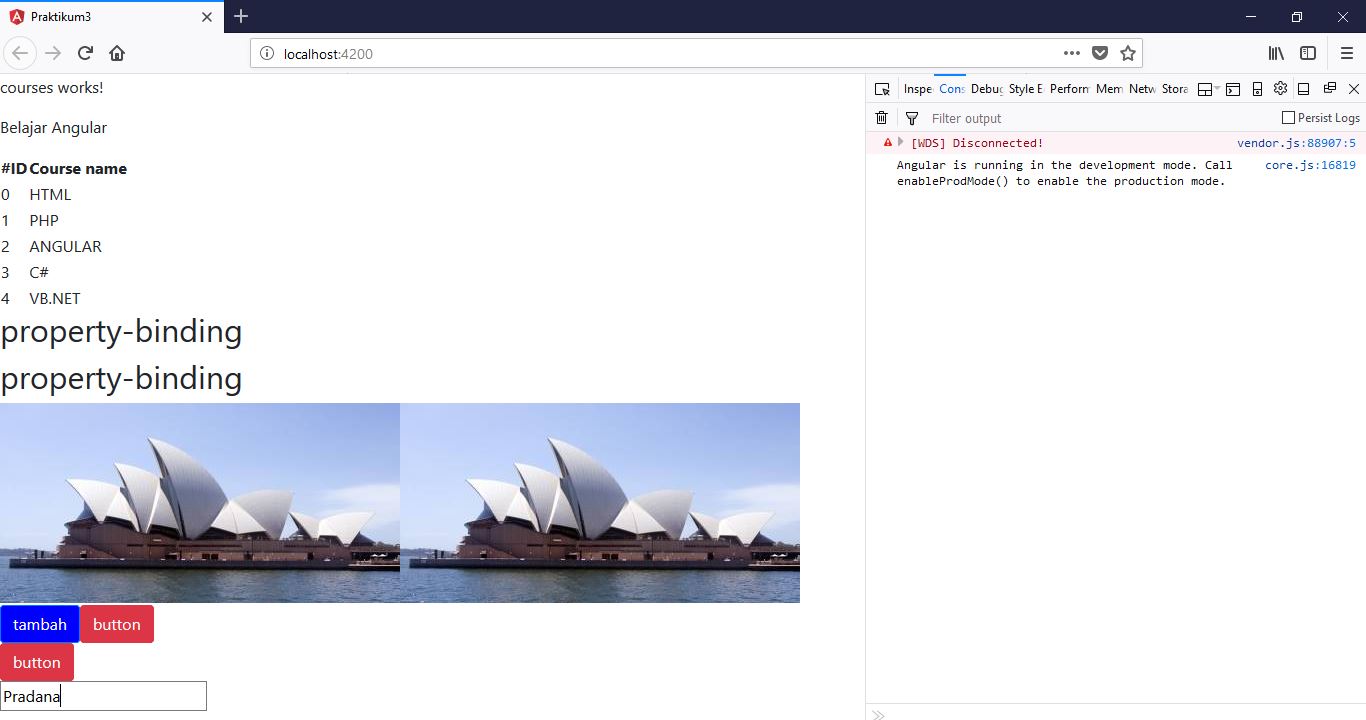 Praktikum3
localhost:4200
courses works!
Belajar Angular
#ID Course name
0 HTML
1 PHP
2 ANGULAR
3 C#
4 VB.NET
property-binding
property-binding
tambah button
button
Pradana
Inspe Cons Debug Style E Perform Mem Netw Stora
Filter output Persist Logs
[WDS] Disconnected! vendor.js:88907:5
Angular is running in the development mode. Call core.js:16819
enableProdMode() to enable the production mode.